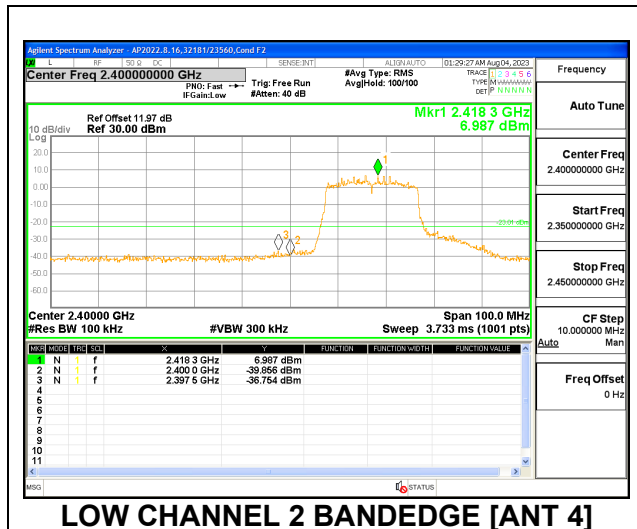 Agilent Spectrum Analyzer - AP2022.8.16,32181/23560,Cond F2
L RF 50 Ω DC SENSE:INT ALIGN AUTO 01:29:27 AM Aug 04, 2023
Center Freq 2.400000000 GHz
PNO: Fast
IFGain:Low
Trig: Free Run
#Atten: 40 dB
#Avg Type: RMS
Avg|Hold: 100/100
TRACE 1 2 3 4 5 6
TYPE M
DET P N N N N N
Frequency
Auto Tune
Center Freq
2.400000000 GHz
Start Freq
2.350000000 GHz
Stop Freq
2.450000000 GHz
CF Step
10.000000 MHz
Auto Man
Freq Offset
0 Hz
Ref Offset 11.97 dB
Ref 30.00 dBm
10 dB/div
Log
Mkr1 2.418 3 GHz
6.987 dBm
20.0
10.0
0.00
-10.0
-20.0
-30.0
-40.0
-50.0
-60.0
1
3
2
Center 2.40000 GHz Span 100.0 MHz
#Res BW 100 kHz #VBW 300 kHz Sweep 3.733 ms (1001 pts)
MKR MODE TRC SCL X Y FUNCTION FUNCTION WIDTH FUNCTION VALUE
1 N 1 f 2.418 3 GHz 6.987 dBm
2 N 1 f 2.400 0 GHz -39.856 dBm
3 N 1 f 2.397 5 GHz -36.754 dBm
4
5
6
7
8
9
10
11
MSG STATUS
LOW CHANNEL 2 BANDEDGE [ANT 4]